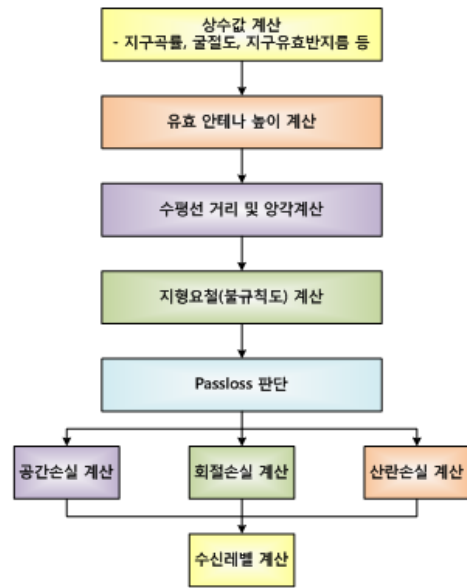 상수값 계산
- 지구곡률, 굴절도, 지구유효반지름 등
유효 안테나 높이 계산
수평선 거리 및 앙각계산
지형요철(불규칙도) 계산
Passloss 판단
공간손실 계산
회절손실 계산
산란손실 계산
수신레벨 계산